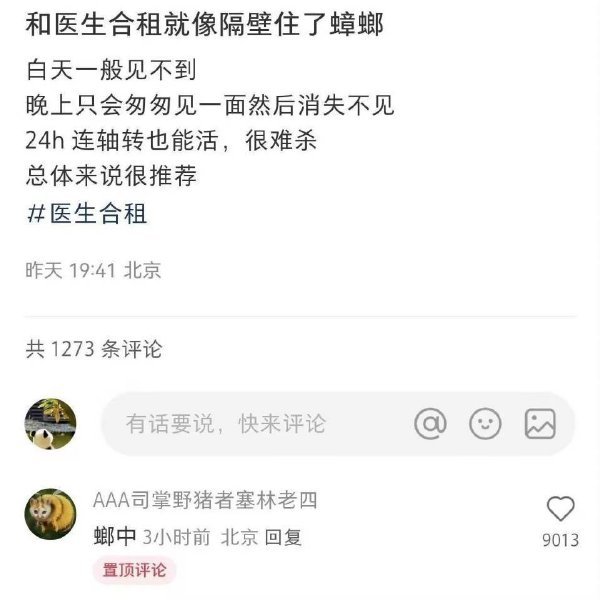 和医生合租就像隔壁住了蟑螂
白天一般见不到
晚上只会匆匆见一面然后消失不见
24h 连轴转也能活，很难杀
总体来说很推荐
#医生合租
昨天 19:41 北京
共 1273 条评论
有话要说，快来评论
AAA司掌野猪者塞林老四
螂中 3小时前 北京 回复
9013
置顶评论